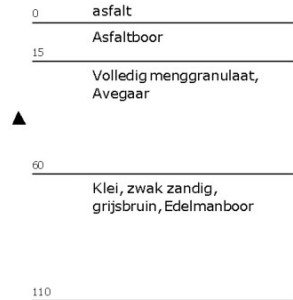 0
asfalt
Asfaltboor
15
Volledig menggranulaat,
Avegaar
60
Klei, zwak zandig,
grijsbruin, Edelmanboor
110